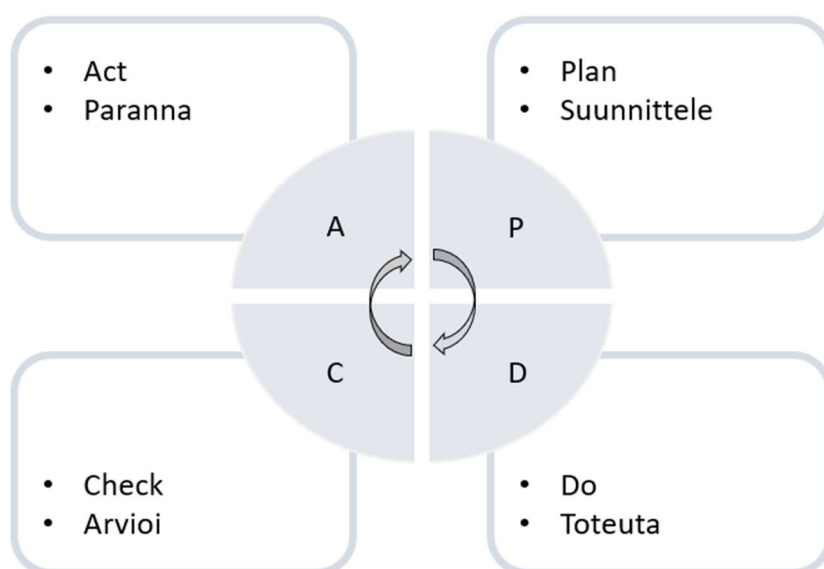 • Act
• Paranna
• Plan
• Suunnittele
A
P
C
D
• Check
• Arvioi
• Do
• Toteuta